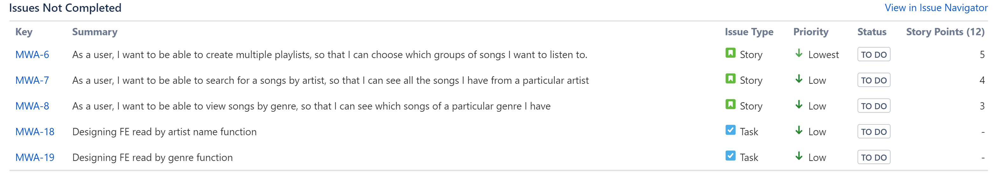 Issues Not Completed View in Issue Navigator
Key Summary Issue Type Priority Status Story Points (12)
MWA-6 As a user, I want to be able to create multiple playlists, so that I can choose which groups of songs I want to listen to. Story Lowest TO DO 5
MWA-7 As a user, I want to be able to search for a songs by artist, so that I can see all the songs I have from a particular artist Story Low TO DO 4
MWA-8 As a user, I want to be able to view songs by genre, so that I can see which songs of a particular genre I have Story Low TO DO 3
MWA-18 Designing FE read by artist name function Task Low TO DO -
MWA-19 Designing FE read by genre function Task Low TO DO -